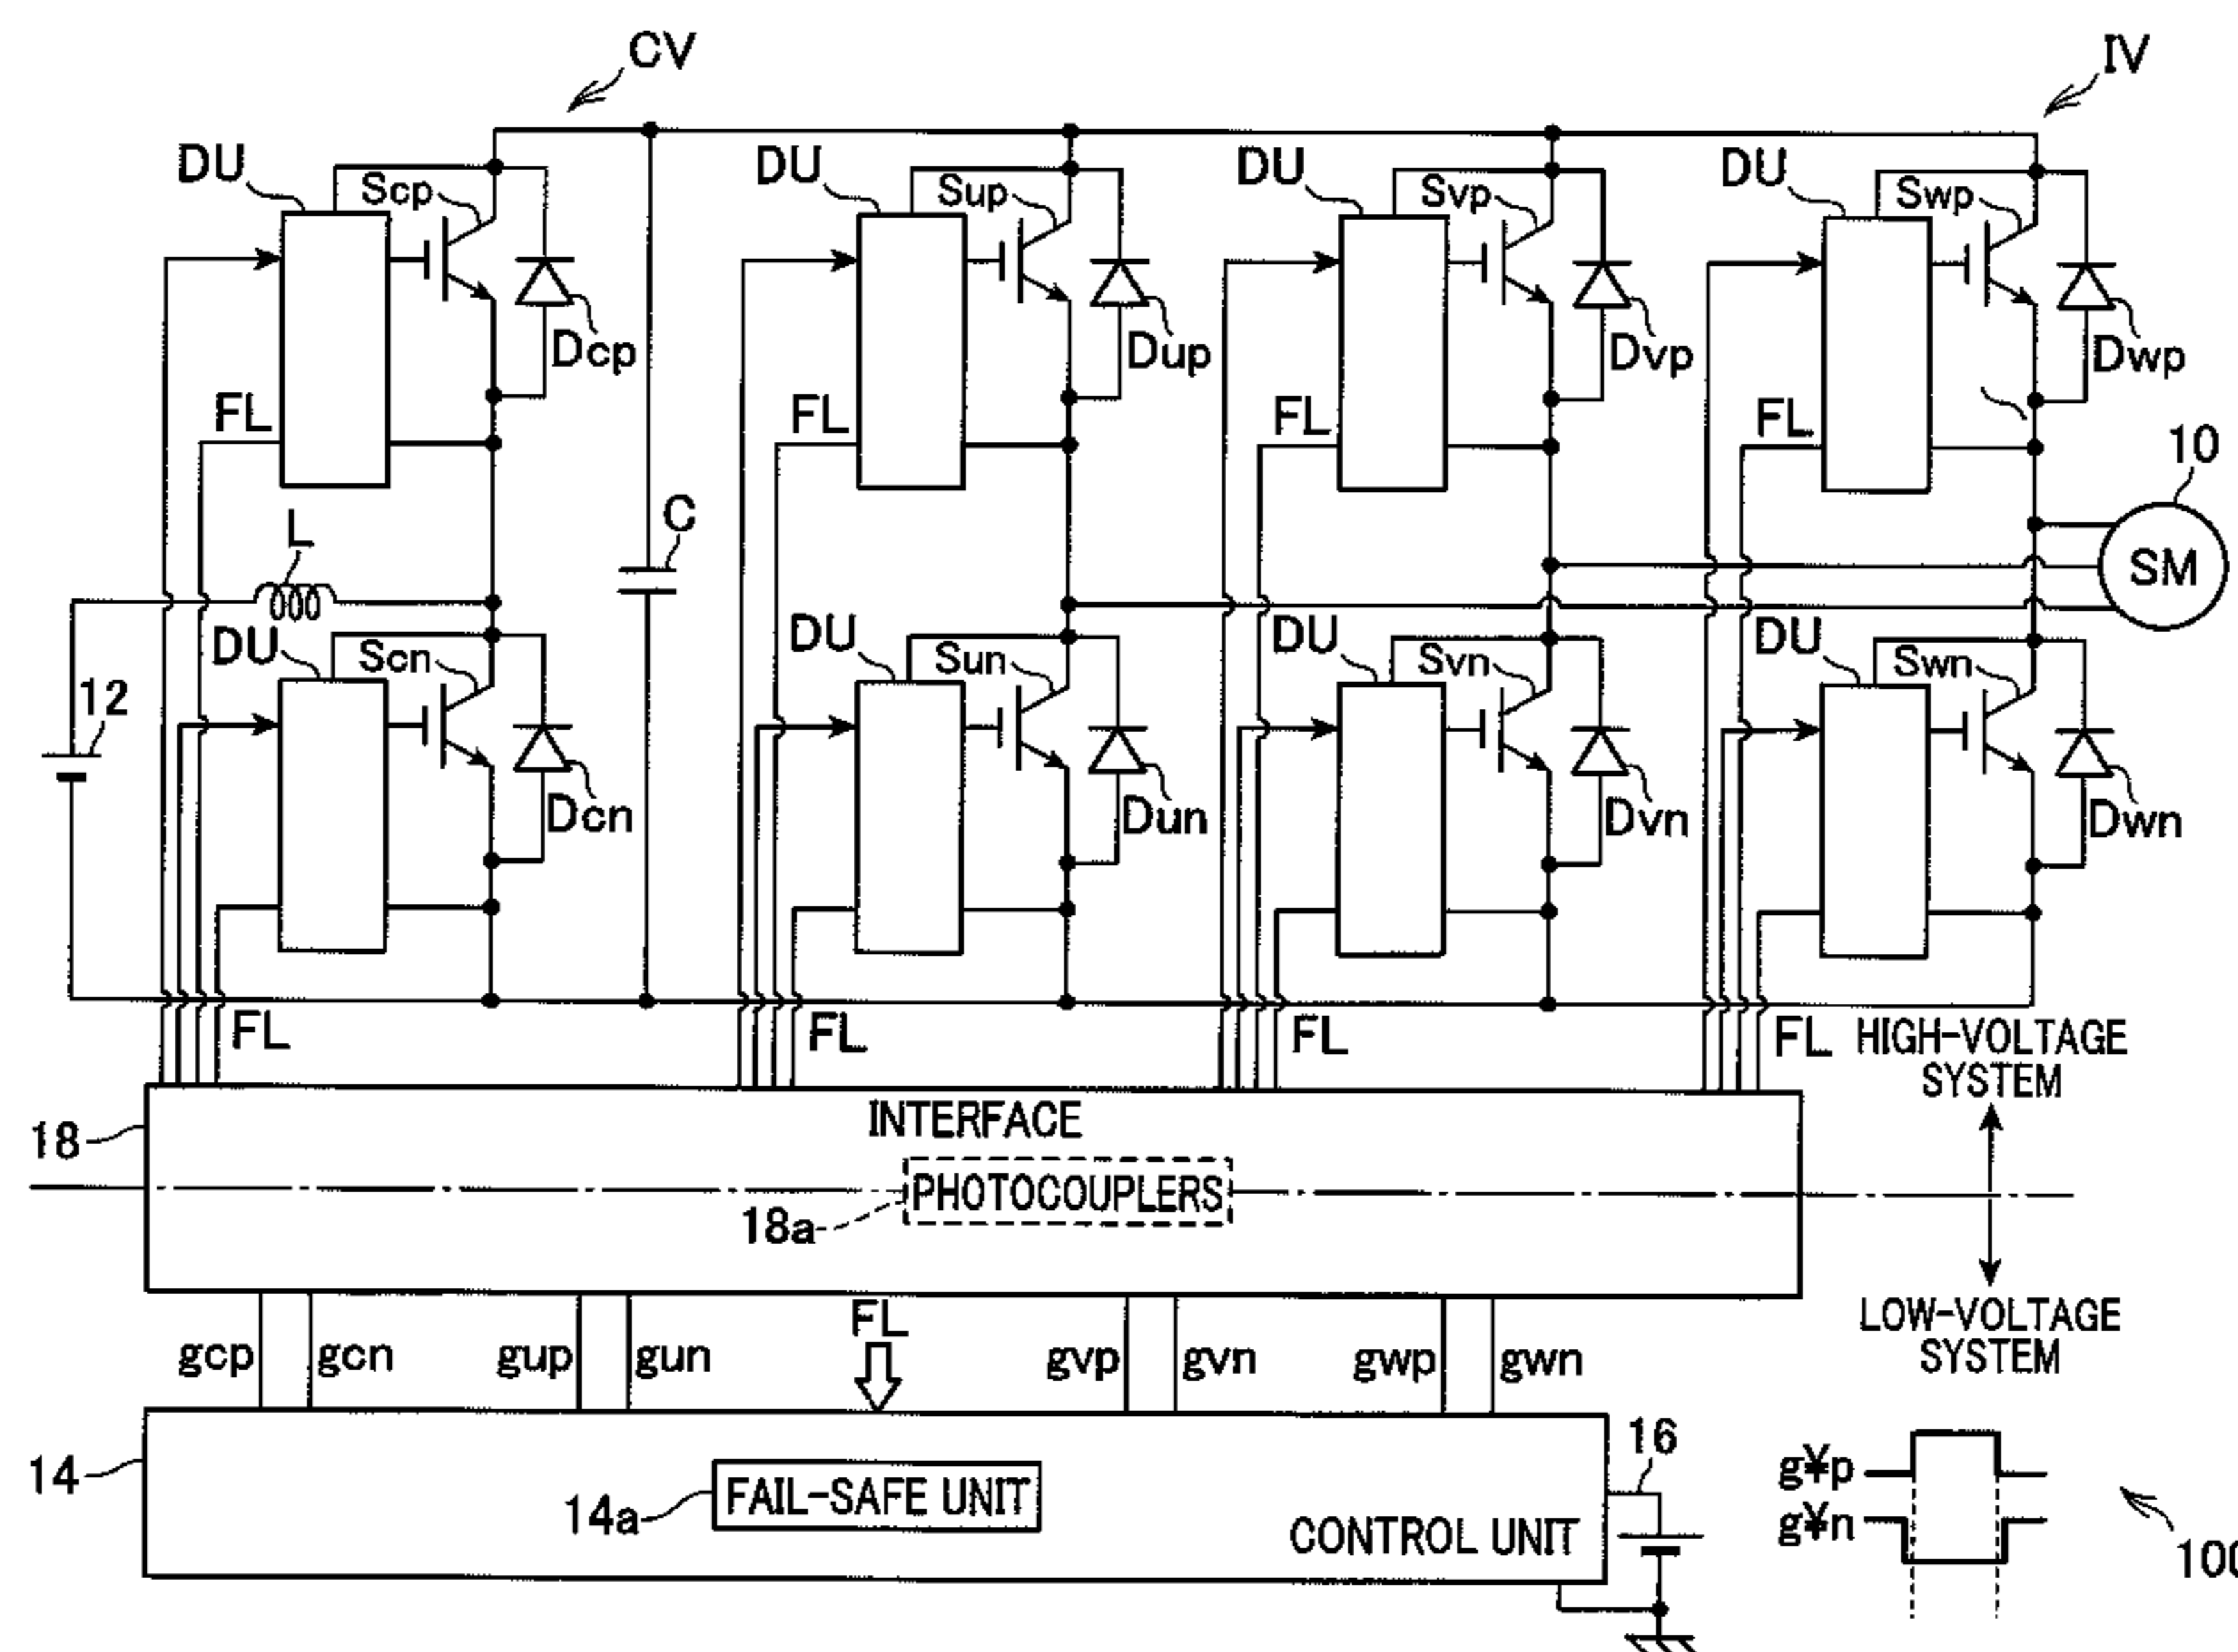 CV
IV
DU
Scp
DU
Sup
DU
Svp
DU
Swp
Dcp
Dup
Dvp
Dwp
FL
FL
FL
FL
10
L
C
SM
DU
Scn
DU
Sun
DU
Svn
DU
Swn
12
Dcn
Dun
Dvn
Dwn
FL
FL
FL
FL
HIGH-VOLTAGE
SYSTEM
INTERFACE
18
PHOTOCOUPLERS
18a
FL
LOW-VOLTAGE
SYSTEM
gcp
gcn
gup
gun
gvp
gvn
gwp
gwn
16
14
FAIL-SAFE UNIT
14a
CONTROL UNIT
g¥p
g¥n
100